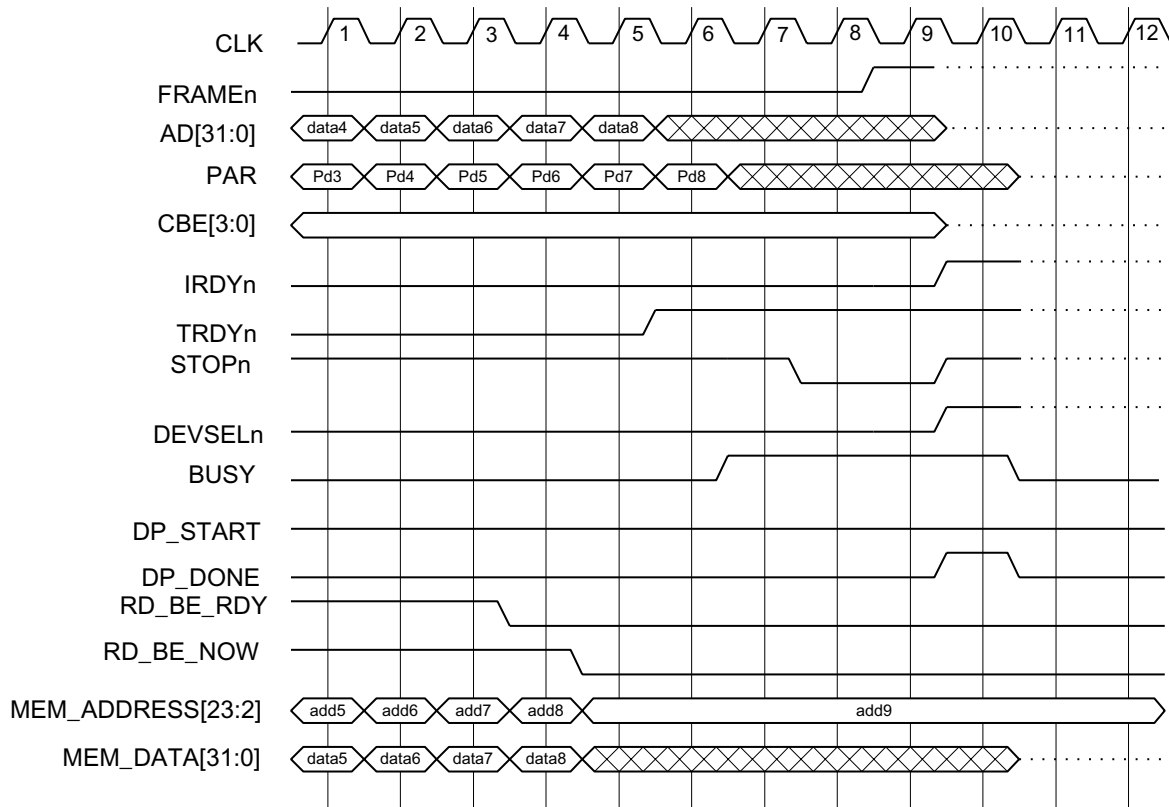 CLK 1 2 3 4 5 6 7 8 9 10 11 12
FRAMEn
AD[31:0] data4 data5 data6 data7 data8
PAR Pd3 Pd4 Pd5 Pd6 Pd7 Pd8
CBE[3:0]
IRDYn
TRDYn
STOPn
DEVSELn
BUSY
DP_START
DP_DONE
RD_BE_RDY
RD_BE_NOW
MEM_ADDRESS[23:2] add5 add6 add7 add8 add9
MEM_DATA[31:0] data5 data6 data7 data8